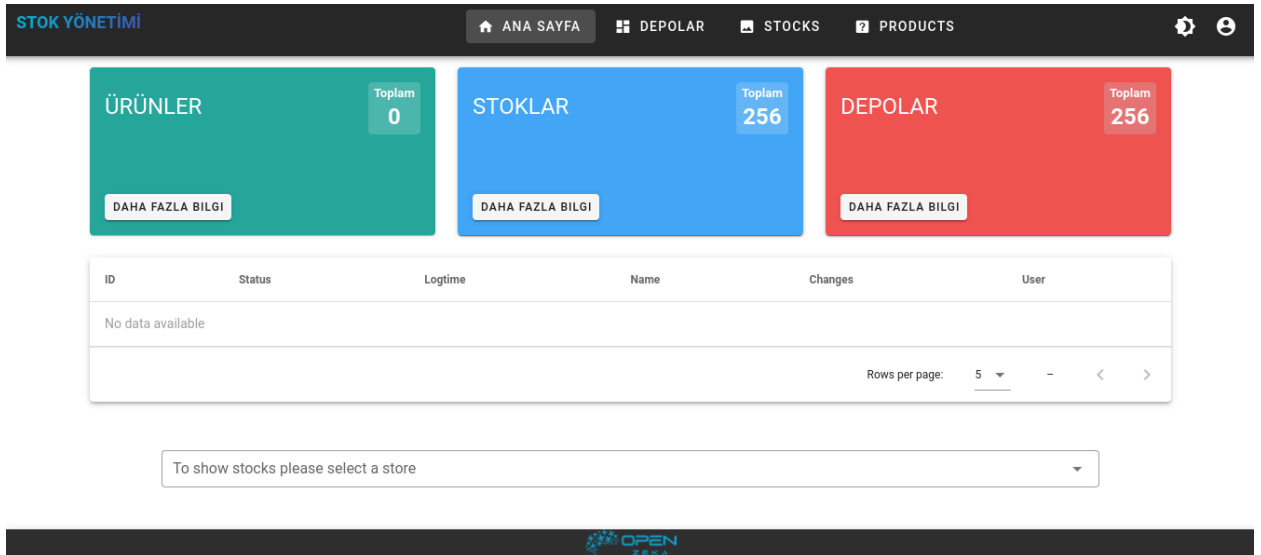 STOK YÖNETİMİ
ANA SAYFA
DEPOLAR
STOCKS
PRODUCTS
ÜRÜNLER
Toplam
0
DAHA FAZLA BILGI
STOKLAR
Toplam
256
DAHA FAZLA BILGI
DEPOLAR
Toplam
256
DAHA FAZLA BILGI
ID Status Logtime Name Changes User
No data available
Rows per page: 5 –
To show stocks please select a store
OPEN
ZEKA